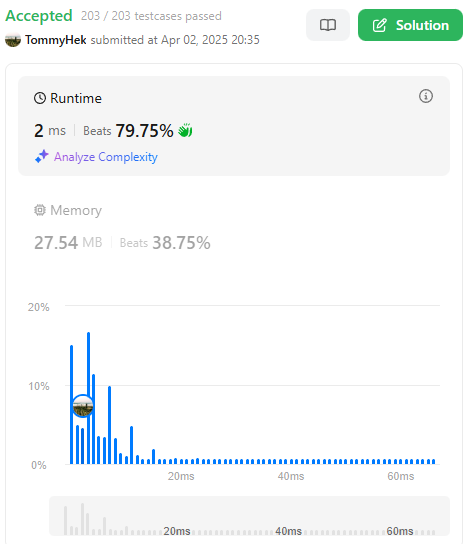 Accepted 203 / 203 testcases passed
TommyHek submitted at Apr 02, 2025 20:35
Solution
Runtime
2 ms Beats 79.75%
Analyze Complexity
Memory
27.54 MB Beats 38.75%
20%
10%
0%
20ms 40ms 60ms
20ms 40ms 60ms